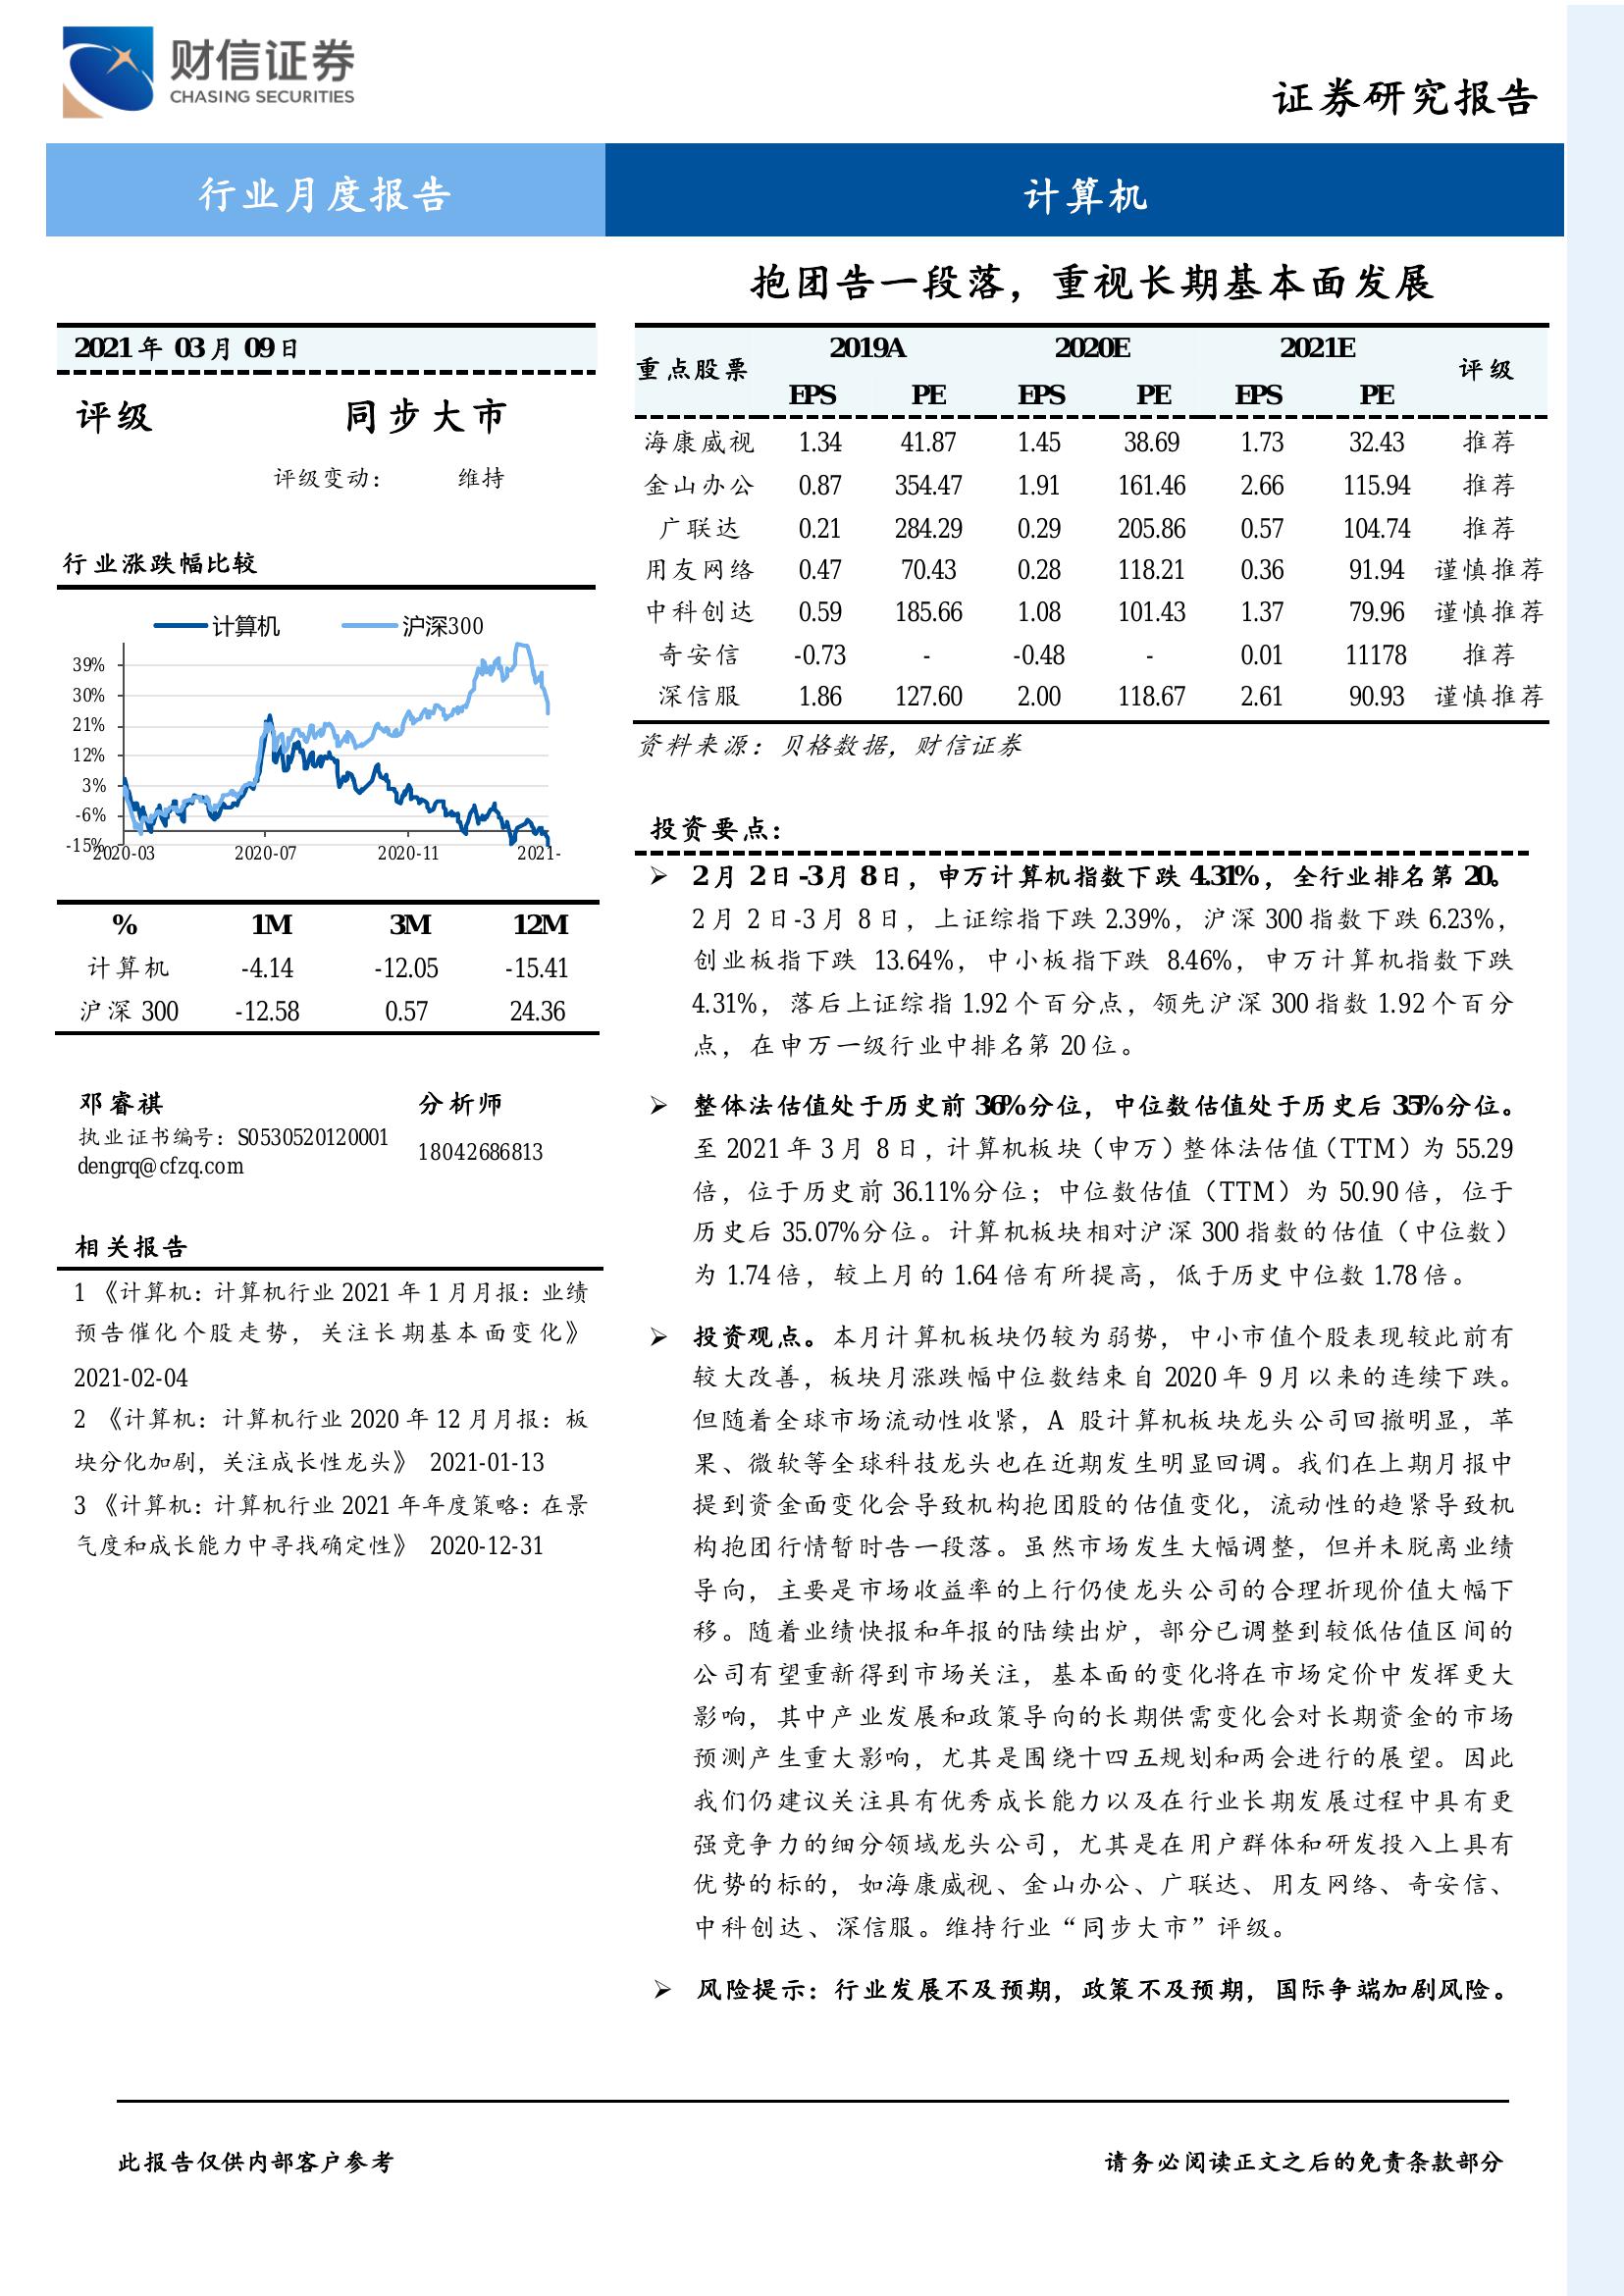 财信证券
CHASING SECURITIES
证券研究报告
行业月度报告
计算机
抱团告一段落，重视长期基本面发展
2021 年 03 月 09 日
评级 同步大市
评级变动： 维持
行业涨跌幅比较
计算机 沪深300
39%
30%
21%
12%
3%
-6%
-15%
2020-03 2020-07 2020-11 2021-
% 1M 3M 12M
计算机 -4.14 -12.05 -15.41
沪深 300 -12.58 0.57 24.36
邓睿祺 分析师
执业证书编号：S0530520120001
dengrq@cfzq.com 18042686813
相关报告
1 《计算机：计算机行业 2021 年 1 月月报：业绩
预告催化个股走势，关注长期基本面变化》
2021-02-04
2 《计算机：计算机行业 2020 年 12 月月报：板
块分化加剧，关注成长性龙头》 2021-01-13
3 《计算机：计算机行业 2021 年年度策略：在景
气度和成长能力中寻找确定性》 2020-12-31
重点股票 2019A 2020E 2021E 评级
EPS PE EPS PE EPS PE
海康威视 1.34 41.87 1.45 38.69 1.73 32.43 推荐
金山办公 0.87 354.47 1.91 161.46 2.66 115.94 推荐
广联达 0.21 284.29 0.29 205.86 0.57 104.74 推荐
用友网络 0.47 70.43 0.28 118.21 0.36 91.94 谨慎推荐
中科创达 0.59 185.66 1.08 101.43 1.37 79.96 谨慎推荐
奇安信 -0.73 - -0.48 - 0.01 11178 推荐
深信服 1.86 127.60 2.00 118.67 2.61 90.93 谨慎推荐
资料来源：贝格数据，财信证券
投资要点：
➢ 2 月 2 日-3 月 8 日，申万计算机指数下跌 4.31%，全行业排名第 20。
2 月 2 日-3 月 8 日，上证综指下跌 2.39%，沪深 300 指数下跌 6.23%，
创业板指下跌 13.64%，中小板指下跌 8.46%，申万计算机指数下跌
4.31%，落后上证综指 1.92 个百分点，领先沪深 300 指数 1.92 个百分
点，在申万一级行业中排名第 20 位。
➢ 整体法估值处于历史前 36%分位，中位数估值处于历史后 35%分位。
至 2021 年 3 月 8 日，计算机板块（申万）整体法估值（TTM）为 55.29
倍，位于历史前 36.11%分位；中位数估值（TTM）为 50.90 倍，位于
历史后 35.07%分位。计算机板块相对沪深 300 指数的估值（中位数）
为 1.74 倍，较上月的 1.64 倍有所提高，低于历史中位数 1.78 倍。
➢ 投资观点。本月计算机板块仍较为弱势，中小市值个股表现较此前有
较大改善，板块月涨跌幅中位数结束自 2020 年 9 月以来的连续下跌。
但随着全球市场流动性收紧，A 股计算机板块龙头公司回撤明显，苹
果、微软等全球科技龙头也在近期发生明显回调。我们在上期月报中
提到资金面变化会导致机构抱团股的估值变化，流动性的趋紧导致机
构抱团行情暂时告一段落。虽然市场发生大幅调整，但并未脱离业绩
导向，主要是市场收益率的上行仍使龙头公司的合理折现价值大幅下
移。随着业绩快报和年报的陆续出炉，部分已调整到较低估值区间的
公司有望重新得到市场关注，基本面的变化将在市场定价中发挥更大
影响，其中产业发展和政策导向的长期供需变化会对长期资金的市场
预测产生重大影响，尤其是围绕十四五规划和两会进行的展望。因此
我们仍建议关注具有优秀成长能力以及在行业长期发展过程中具有更
强竞争力的细分领域龙头公司，尤其是在用户群体和研发投入上具有
优势的标的，如海康威视、金山办公、广联达、用友网络、奇安信、
中科创达、深信服。维持行业“同步大市”评级。
➢ 风险提示：行业发展不及预期，政策不及预期，国际争端加剧风险。
此报告仅供内部客户参考
请务必阅读正文之后的免责条款部分